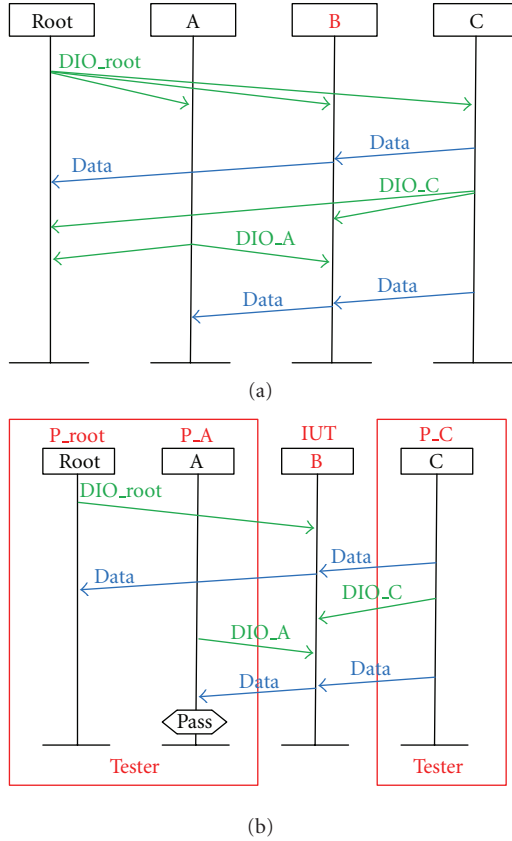 Root A B C
DIO_root
Data
Data
DIO_C
DIO_A
Data
Data
(a)
P_root P_A IUT P_C
Root A B C
DIO_root
Data
Data
DIO_C
DIO_A
Data
Data
Pass
Tester Tester
(b)